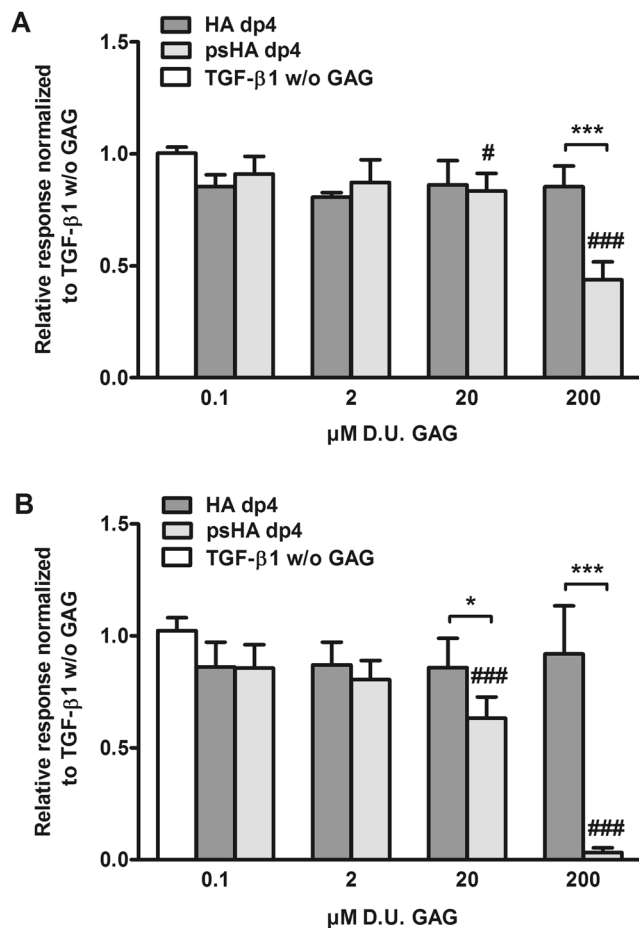 A
HA dp4
psHA dp4
TGF-β1 w/o GAG
Relative response normalized
to TGF-β1 w/o GAG
1.5
1.0
0.5
0.0
#
***
###
0.1 2 20 200
µM D.U. GAG
B
HA dp4
psHA dp4
TGF-β1 w/o GAG
Relative response normalized
to TGF-β1 w/o GAG
1.5
1.0
0.5
0.0
*
###
***
###
0.1 2 20 200
µM D.U. GAG